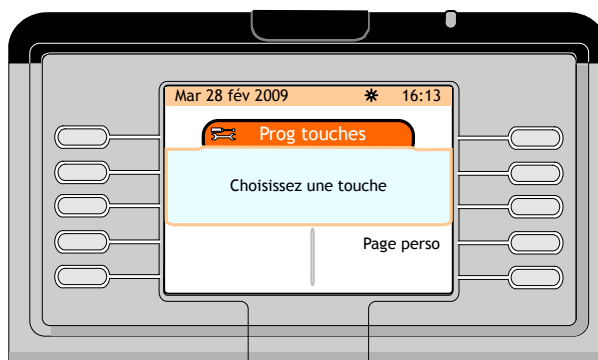 Mar 28 fév 2009 16:13
Prog touches
Choisissez une touche
Page perso